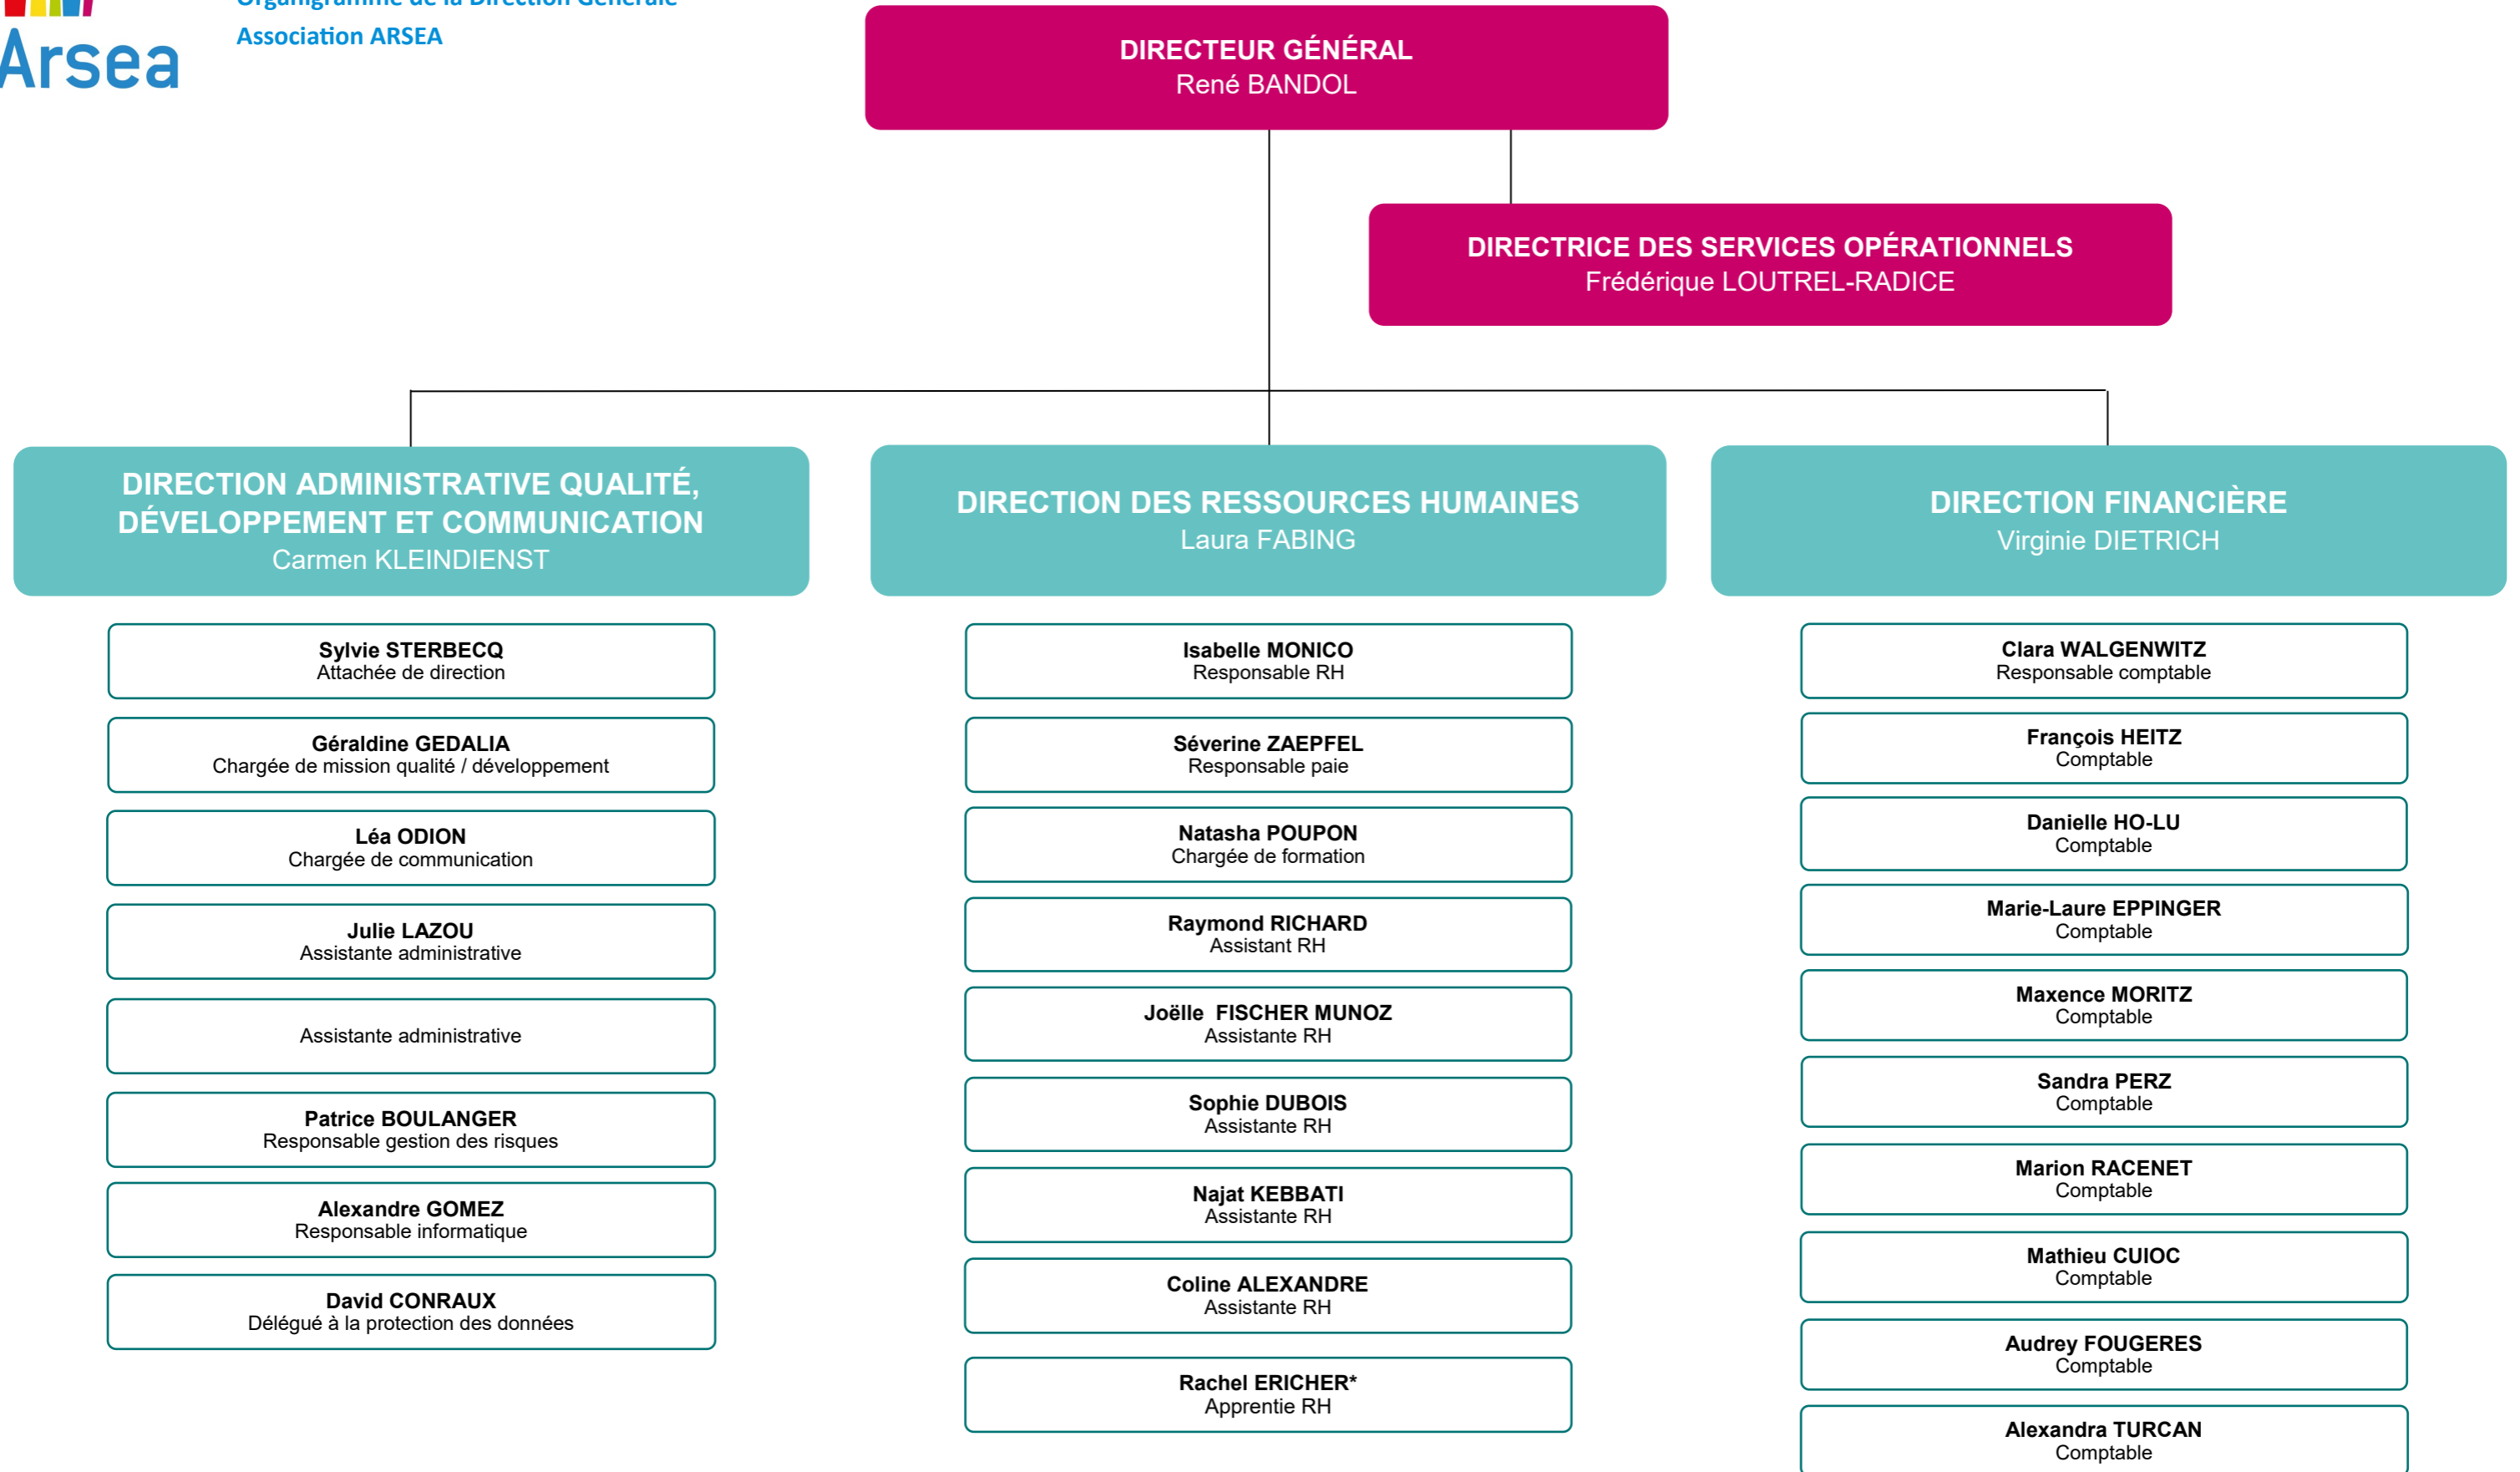 Organigramme de la Direction Générale
Association ARSEA
Arsea
DIRECTEUR GÉNÉRAL
René BANDOL
DIRECTRICE DES SERVICES OPÉRATIONNELS
Frédérique LOUTREL-RADICE
DIRECTION ADMINISTRATIVE QUALITÉ,
DÉVELOPPEMENT ET COMMUNICATION
Carmen KLEINDIENST
Sylvie STERBECQ
Attachée de direction
Géraldine GEDALIA
Chargée de mission qualité / développement
Léa ODION
Chargée de communication
Julie LAZOU
Assistante administrative
Assistante administrative
Patrice BOULANGER
Responsable gestion des risques
Alexandre GOMEZ
Responsable informatique
David CONRAUX
Délégué à la protection des données
DIRECTION DES RESSOURCES HUMAINES
Laura FABING
Isabelle MONICO
Responsable RH
Séverine ZAEPFEL
Responsable paie
Natasha POUPON
Chargée de formation
Raymond RICHARD
Assistant RH
Joëlle  FISCHER MUNOZ
Assistante RH
Sophie DUBOIS
Assistante RH
Najat KEBBATI
Assistante RH
Coline ALEXANDRE
Assistante RH
Rachel ERICHER*
Apprentie RH
DIRECTION FINANCIÈRE
Virginie DIETRICH
Clara WALGENWITZ
Responsable comptable
François HEITZ
Comptable
Danielle HO-LU
Comptable
Marie-Laure EPPINGER
Comptable
Maxence MORITZ
Comptable
Sandra PERZ
Comptable
Marion RACENET
Comptable
Mathieu CUIOC
Comptable
Audrey FOUGERES
Comptable
Alexandra TURCAN
Comptable